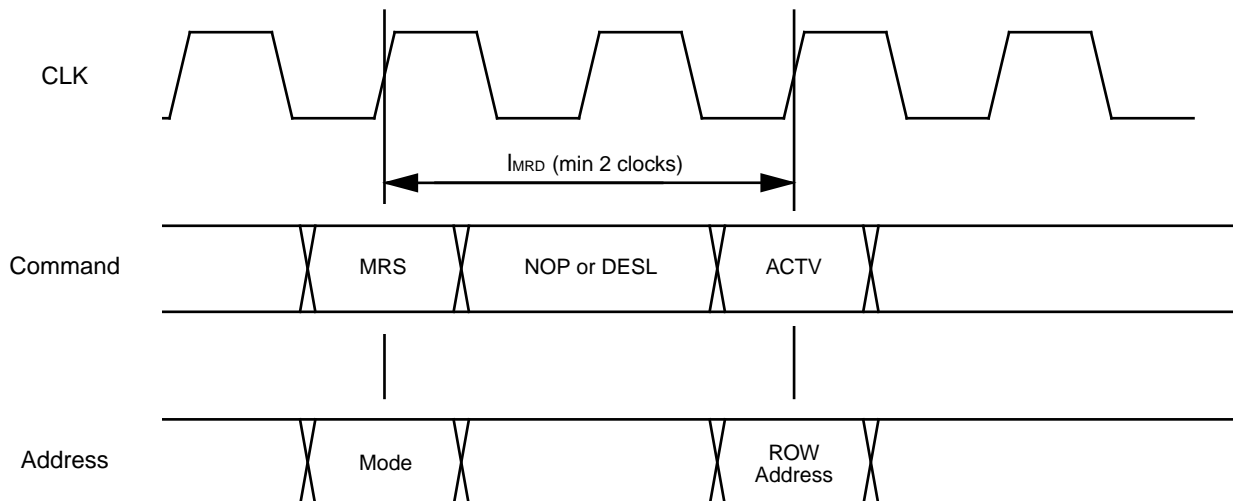 CLK
IMRD (min 2 clocks)
Command
MRS
NOP or DESL
ACTV
Address
Mode
ROW
Address